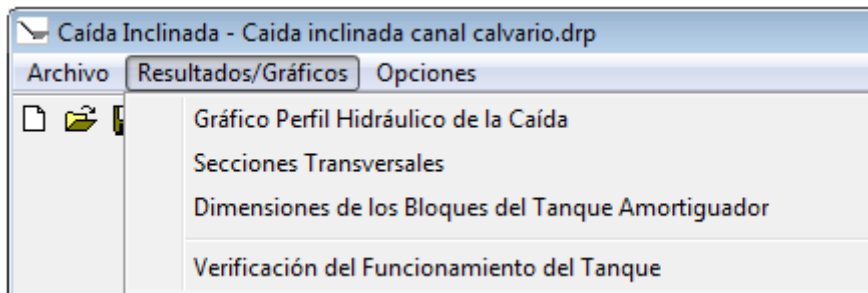 Caída Inclinada - Caida inclinada canal calvario.drp
Archivo Resultados/Gráficos Opciones
Gráfico Perfil Hidráulico de la Caída
Secciones Transversales
Dimensiones de los Bloques del Tanque Amortiguador
Verificación del Funcionamiento del Tanque